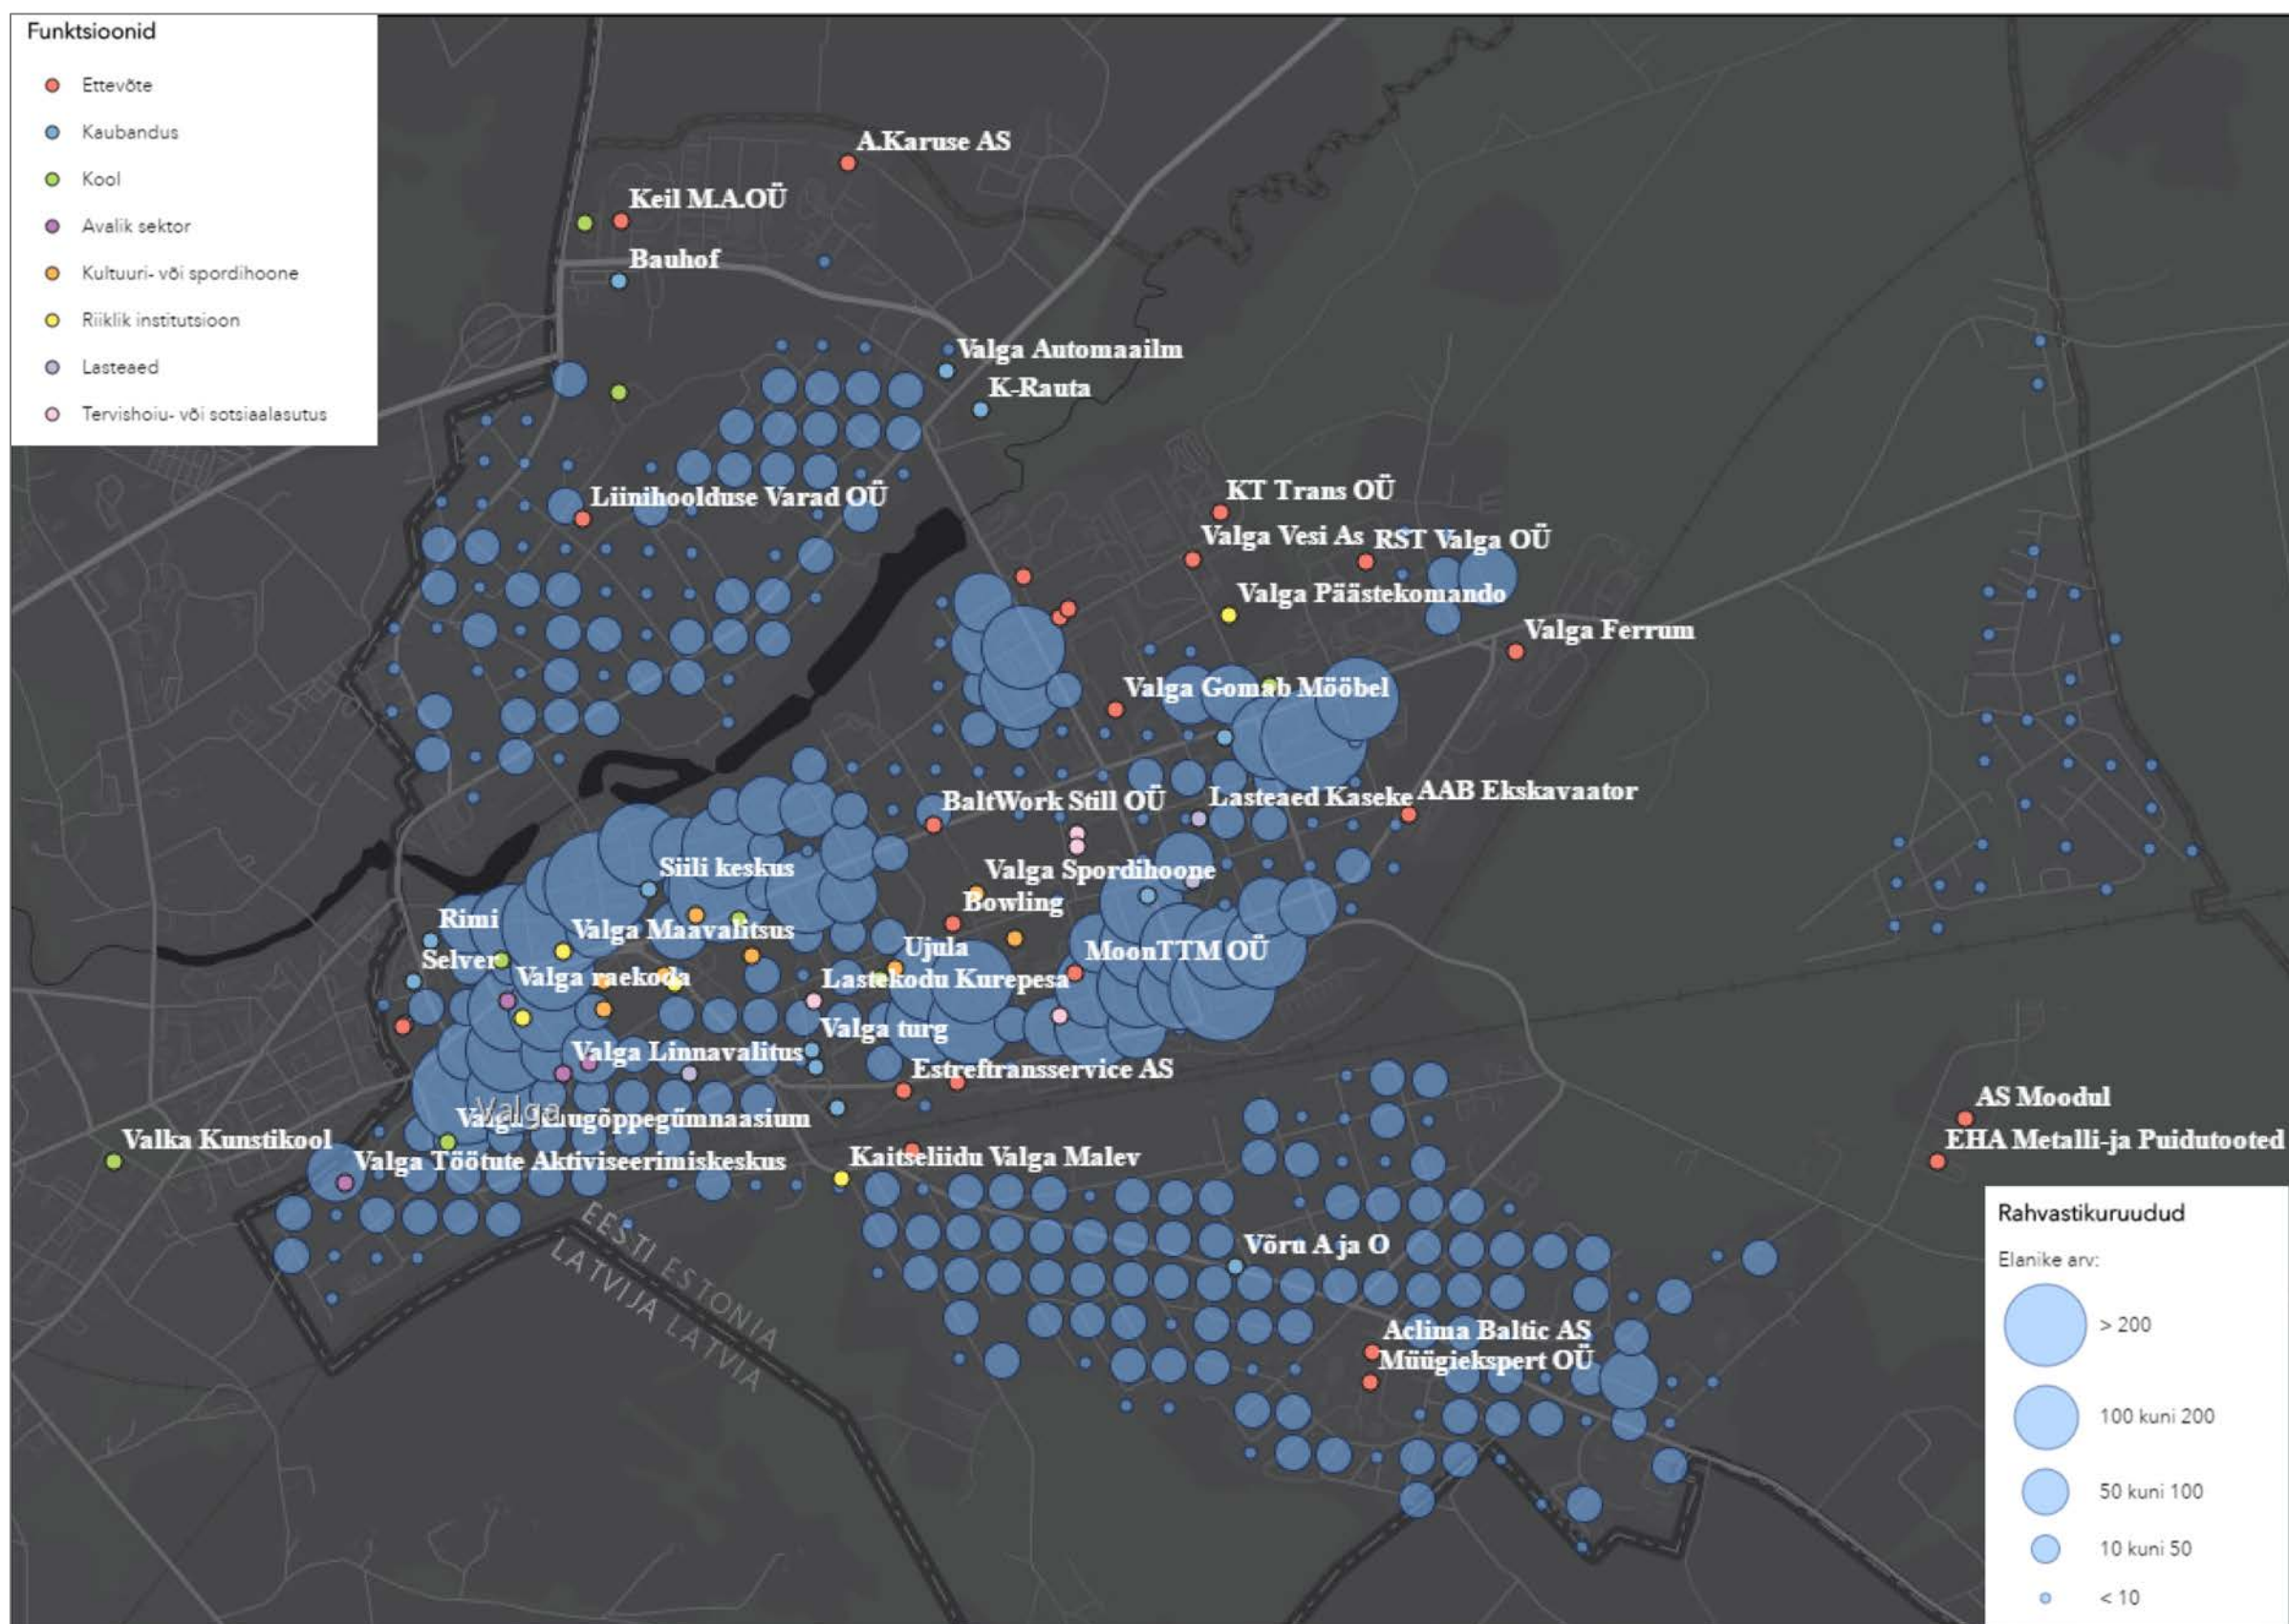 Funktsioonid
Ettevõte
Kaubandus
Kool
Avalik sektor
Kultuuri- või spordihoone
Riiklik institutsioon
Lasteaed
Tervishoiu- või sotsiaalasutus
A.Karuse AS
Keil M.A.OÜ
Bauhof
Valga Automaailm
K-Rauta
Liinihoolduse Varad OÜ
KT Trans OÜ
Valga Vesi As
RST Valga OÜ
Valga Päästekomando
Valga Ferrum
Valga Gomab Mööbel
BaltWork Still OÜ
Lasteaed Kaseke
AAB Ekskavaator
Siili keskus
Valga Spordihoone
Bowling
Rimi
Valga Maavalitsus
Ujula
MoonTTM OÜ
Selver
Valga raekoda
Lastekodu Kurepesa
Valga turg
Valga Linnavalitus
Estreftransservice AS
Valga
AS Moodul
Valka Kunstikool
EHA Metalli-ja Puidutooted
Valga Töötute Aktiviseerimiskeskus
Kaitseliidu Valga Malev
EESTI ESTONIA
LATVIJA LATVIA
Võru A ja O
Aclima Baltic AS
Müügiekspert OÜ
Rahvastikuruudud
Elanike arv:
> 200
100 kuni 200
50 kuni 100
10 kuni 50
< 10